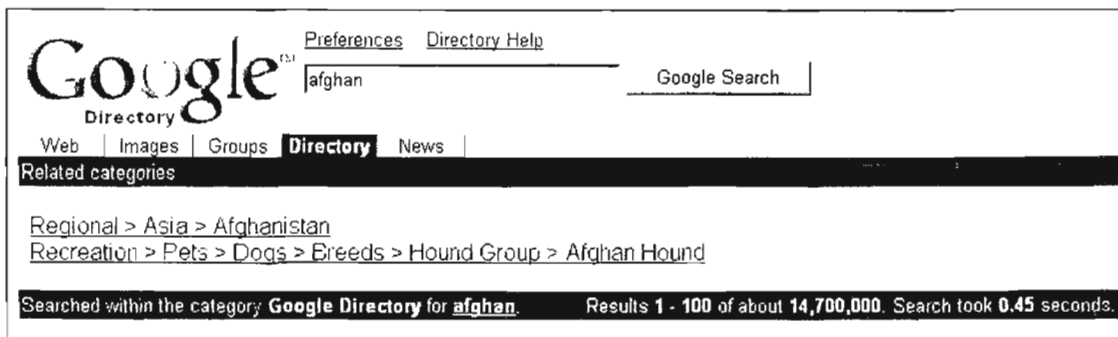 Preferences Directory Help
Google™
afghan Google Search
Directory
Web Images Groups Directory News
Related categories
Regional > Asia > Afghanistan
Recreation > Pets > Dogs > Breeds > Hound Group > Afghan Hound
Searched within the category Google Directory for afghan. Results 1 - 100 of about 14,700,000. Search took 0.45 seconds.